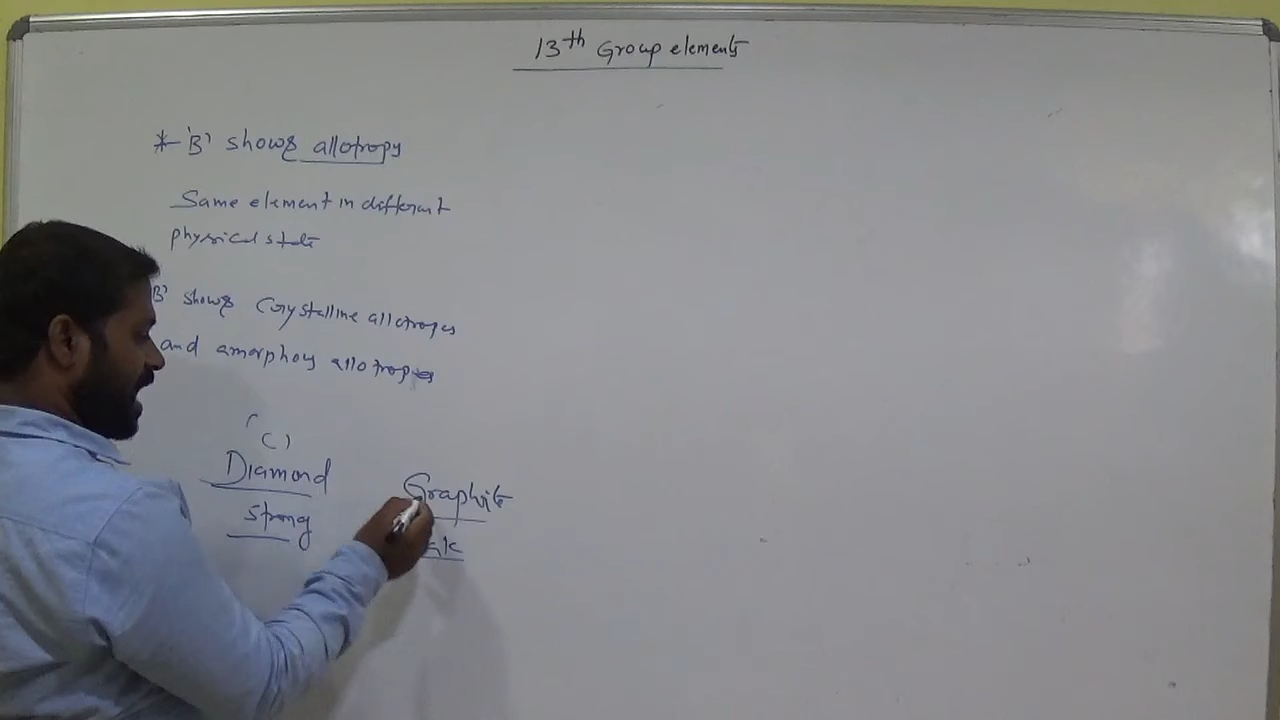 13th Group elements
* 'B' shows allotropy
Same element in different
physical state
B' shows Crystalline allotropes
and amorphous allotropes
(C)
Diamond
Graphite
strong